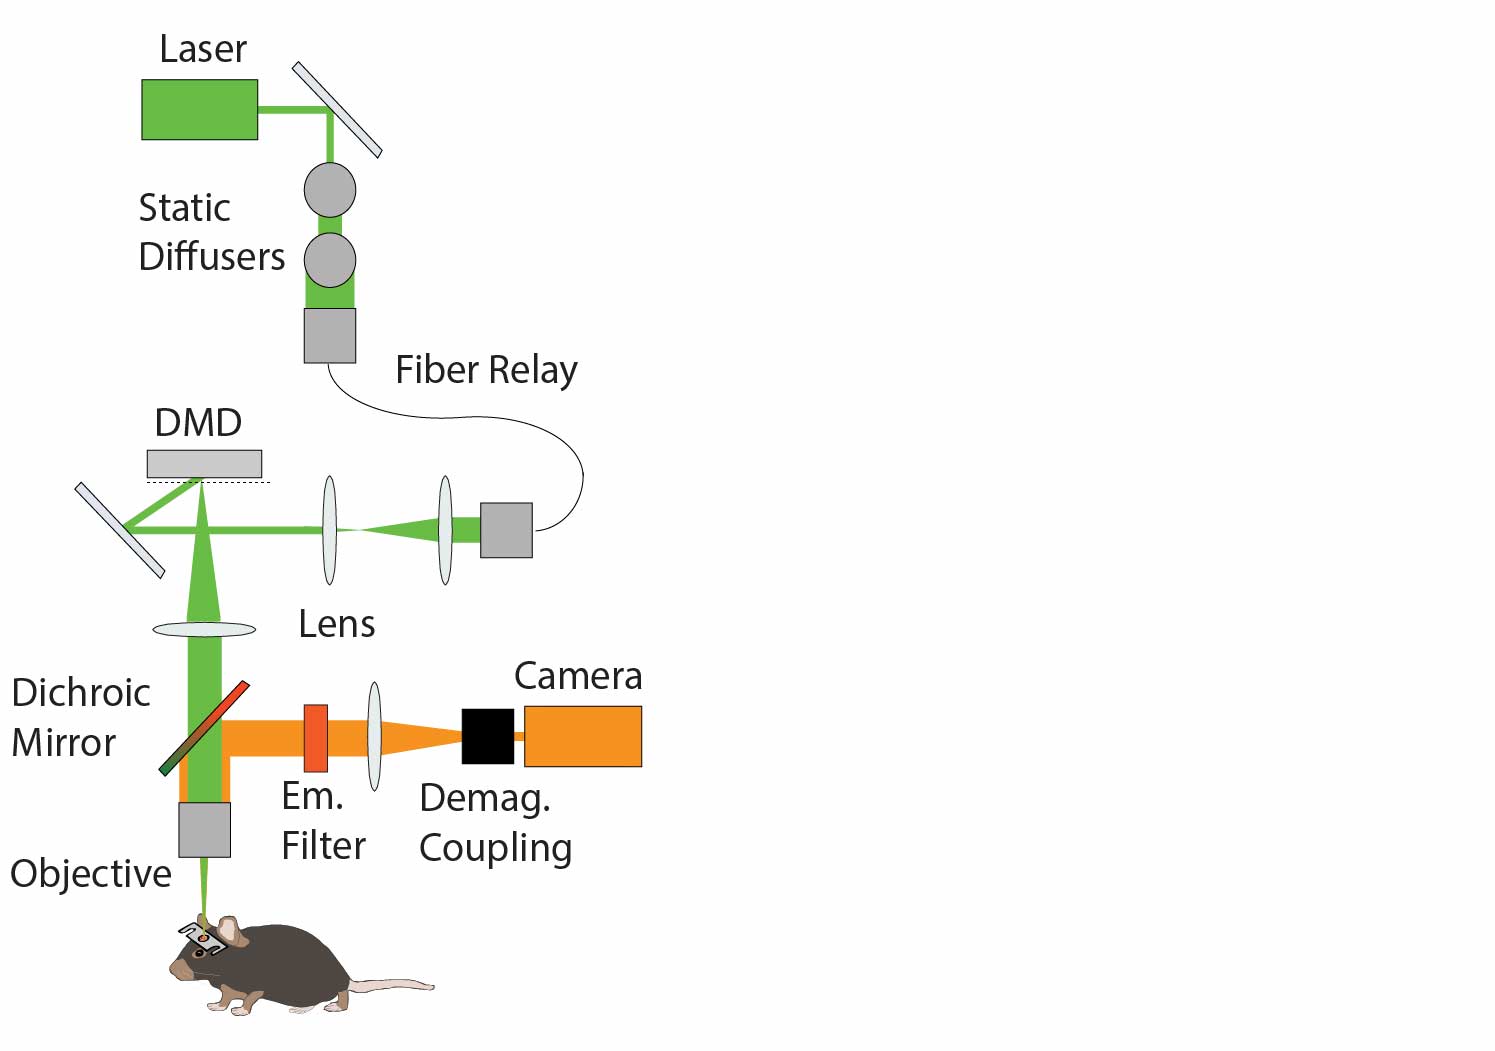 Laser
Static
Diffusers
Fiber Relay
DMD
Lens
Camera
Dichroic
Mirror
Em.
Filter
Demag.
Coupling
Objective